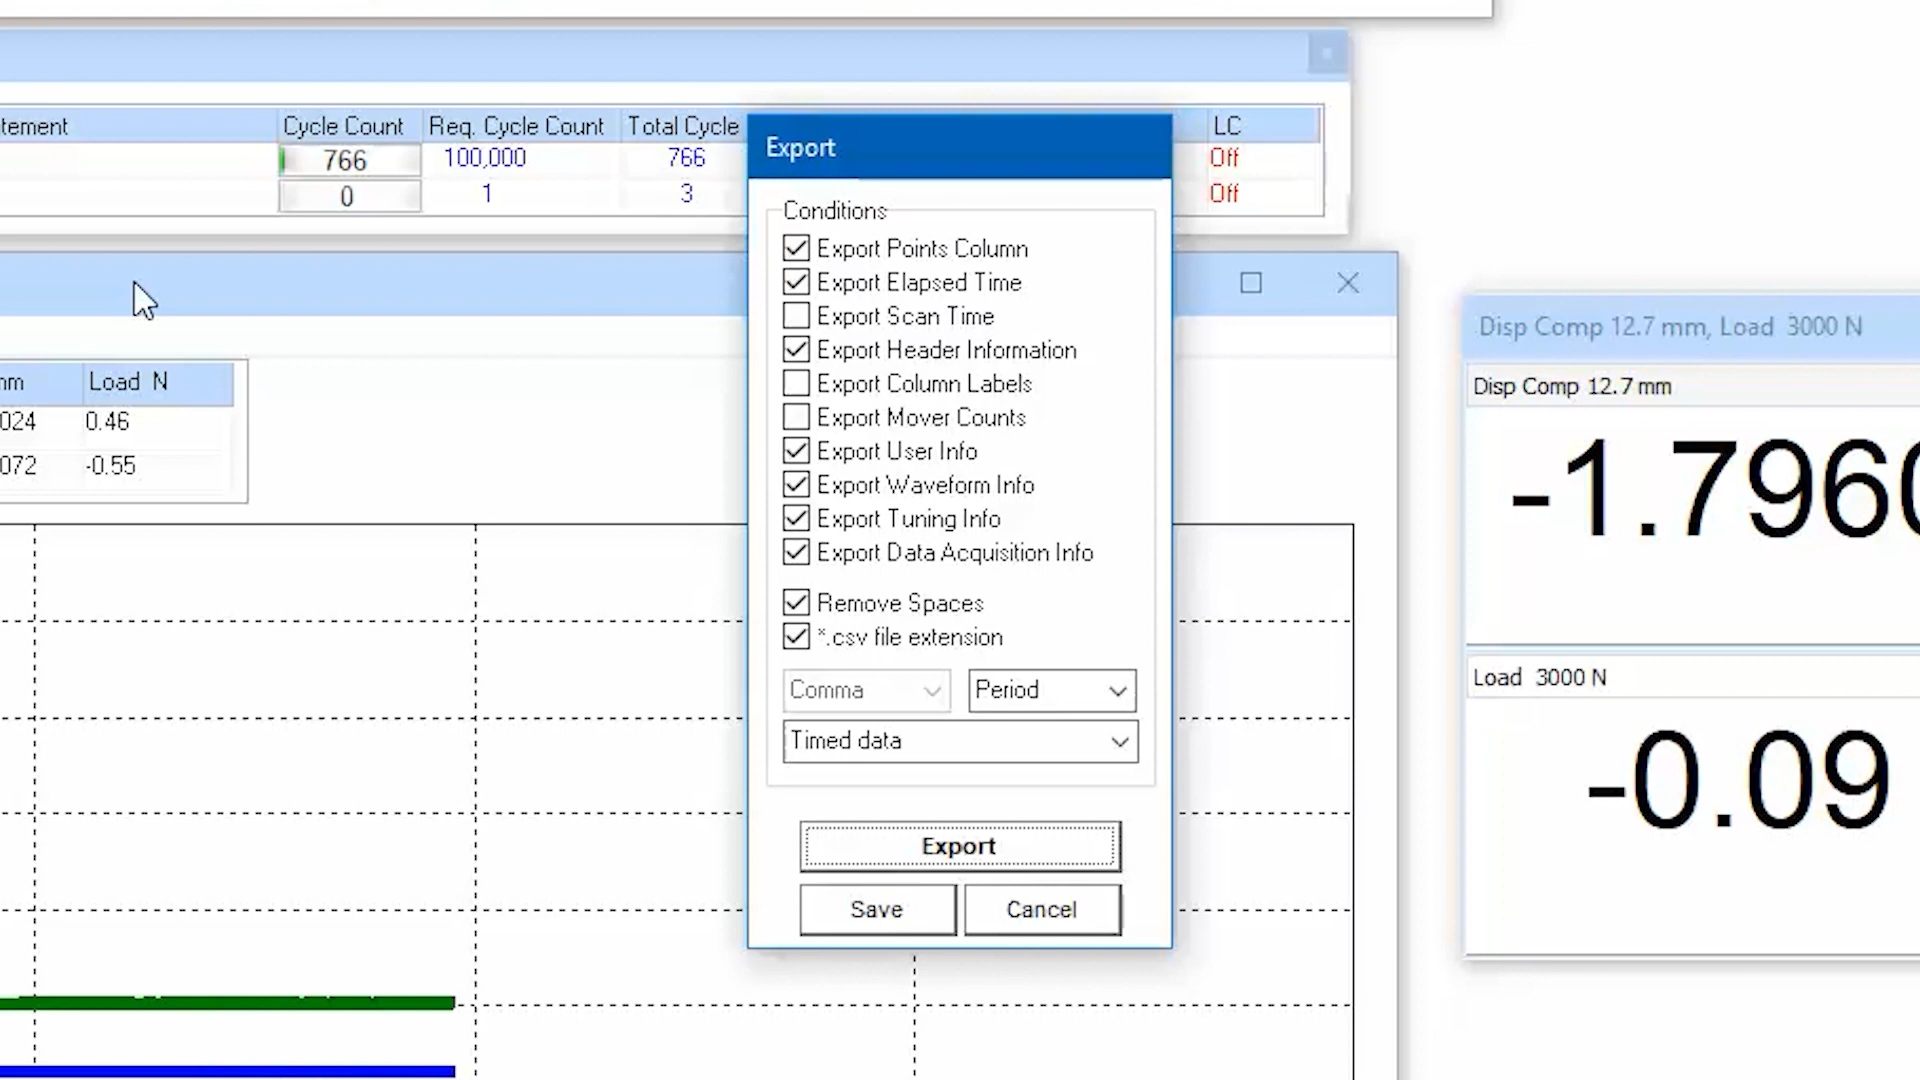 tement Cycle Count Req. Cycle Count Total Cycle LC
766 100,000 766 Off
0 1 3 Off
Export
Conditions
Export Points Column
Export Elapsed Time
Export Scan Time
Export Header Information
Export Column Labels
Export Mover Counts
Export User Info
Export Waveform Info
Export Tuning Info
Export Data Acquisition Info
Remove Spaces
*.csv file extension
Comma Period
Timed data
Export
Save Cancel
mm Load N
024 0.46
072 -0.55
Disp Comp 12.7 mm, Load 3000 N
Disp Comp 12.7 mm
-1.7960
Load 3000 N
-0.09